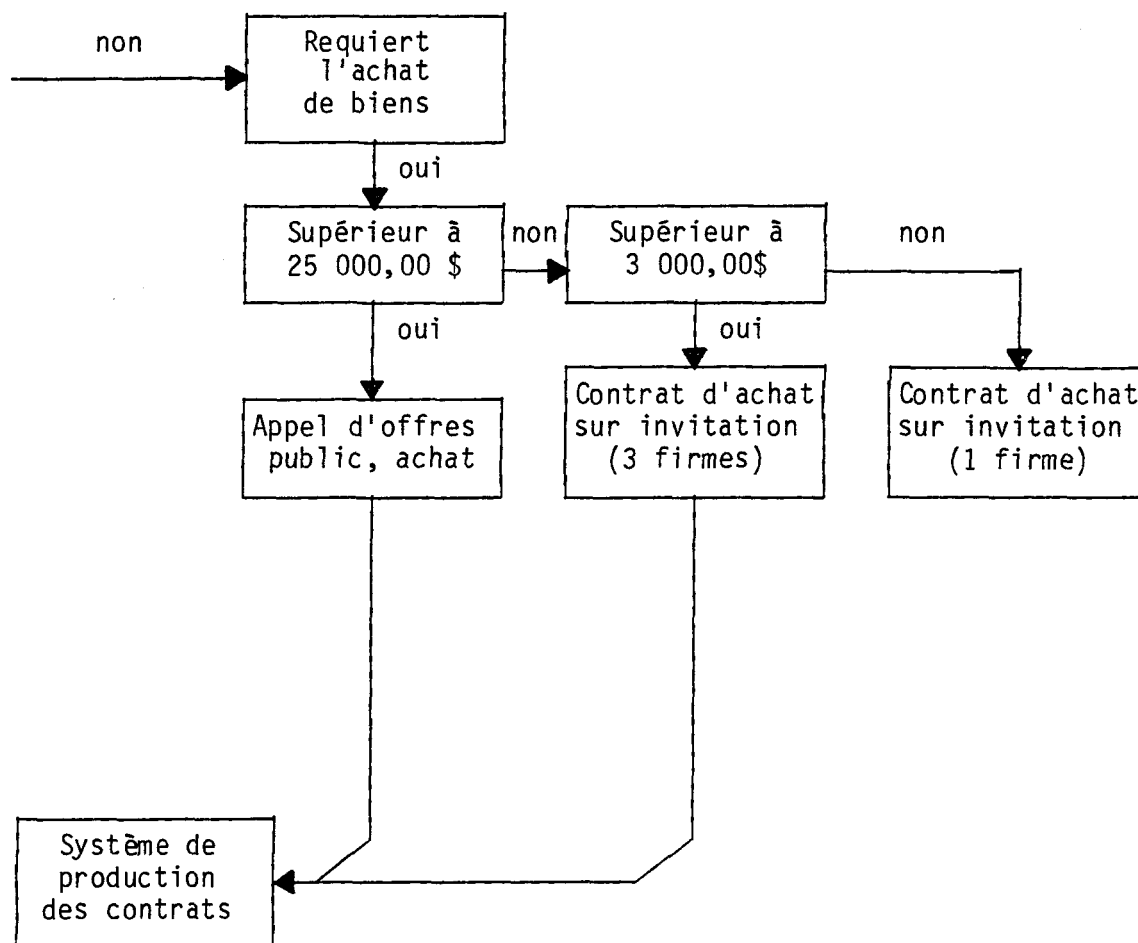 non
Requiert
l'achat
de biens
oui
Supérieur à
25 000,00 $
non
Supérieur à
3 000,00$
non
oui
oui
Appel d'offres
public, achat
Contrat d'achat
sur invitation
(3 firmes)
Contrat d'achat
sur invitation
(1 firme)
Système de
production
des contrats